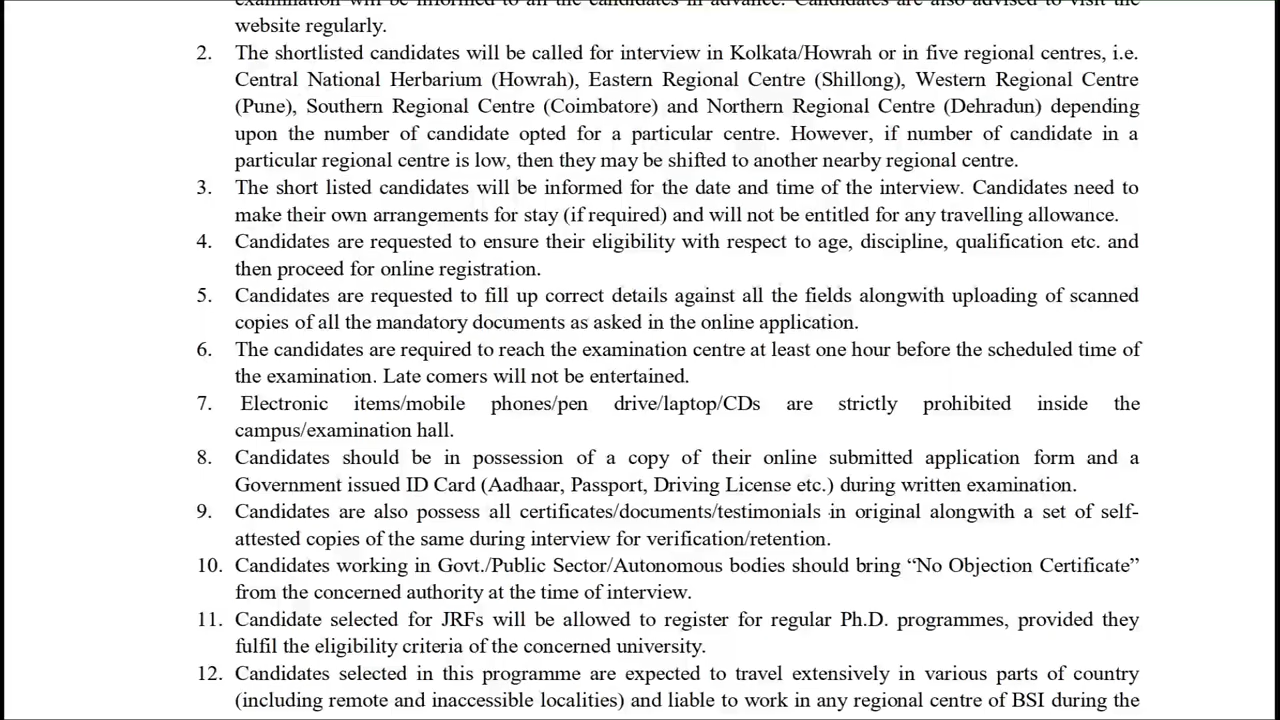 examination will be informed to all the candidates in advance. Candidates are also advised to visit the
website regularly.
2. The shortlisted candidates will be called for interview in Kolkata/Howrah or in five regional centres, i.e.
Central National Herbarium (Howrah), Eastern Regional Centre (Shillong), Western Regional Centre
(Pune), Southern Regional Centre (Coimbatore) and Northern Regional Centre (Dehradun) depending
upon the number of candidate opted for a particular centre. However, if number of candidate in a
particular regional centre is low, then they may be shifted to another nearby regional centre.
3. The short listed candidates will be informed for the date and time of the interview. Candidates need to
make their own arrangements for stay (if required) and will not be entitled for any travelling allowance.
4. Candidates are requested to ensure their eligibility with respect to age, discipline, qualification etc. and
then proceed for online registration.
5. Candidates are requested to fill up correct details against all the fields alongwith uploading of scanned
copies of all the mandatory documents as asked in the online application.
6. The candidates are required to reach the examination centre at least one hour before the scheduled time of
the examination. Late comers will not be entertained.
7. Electronic items/mobile phones/pen drive/laptop/CDs are strictly prohibited inside the
campus/examination hall.
8. Candidates should be in possession of a copy of their online submitted application form and a
Government issued ID Card (Aadhaar, Passport, Driving License etc.) during written examination.
9. Candidates are also possess all certificates/documents/testimonials in original alongwith a set of self-
attested copies of the same during interview for verification/retention.
10. Candidates working in Govt./Public Sector/Autonomous bodies should bring “No Objection Certificate”
from the concerned authority at the time of interview.
11. Candidate selected for JRFs will be allowed to register for regular Ph.D. programmes, provided they
fulfil the eligibility criteria of the concerned university.
12. Candidates selected in this programme are expected to travel extensively in various parts of country
(including remote and inaccessible localities) and liable to work in any regional centre of BSI during the